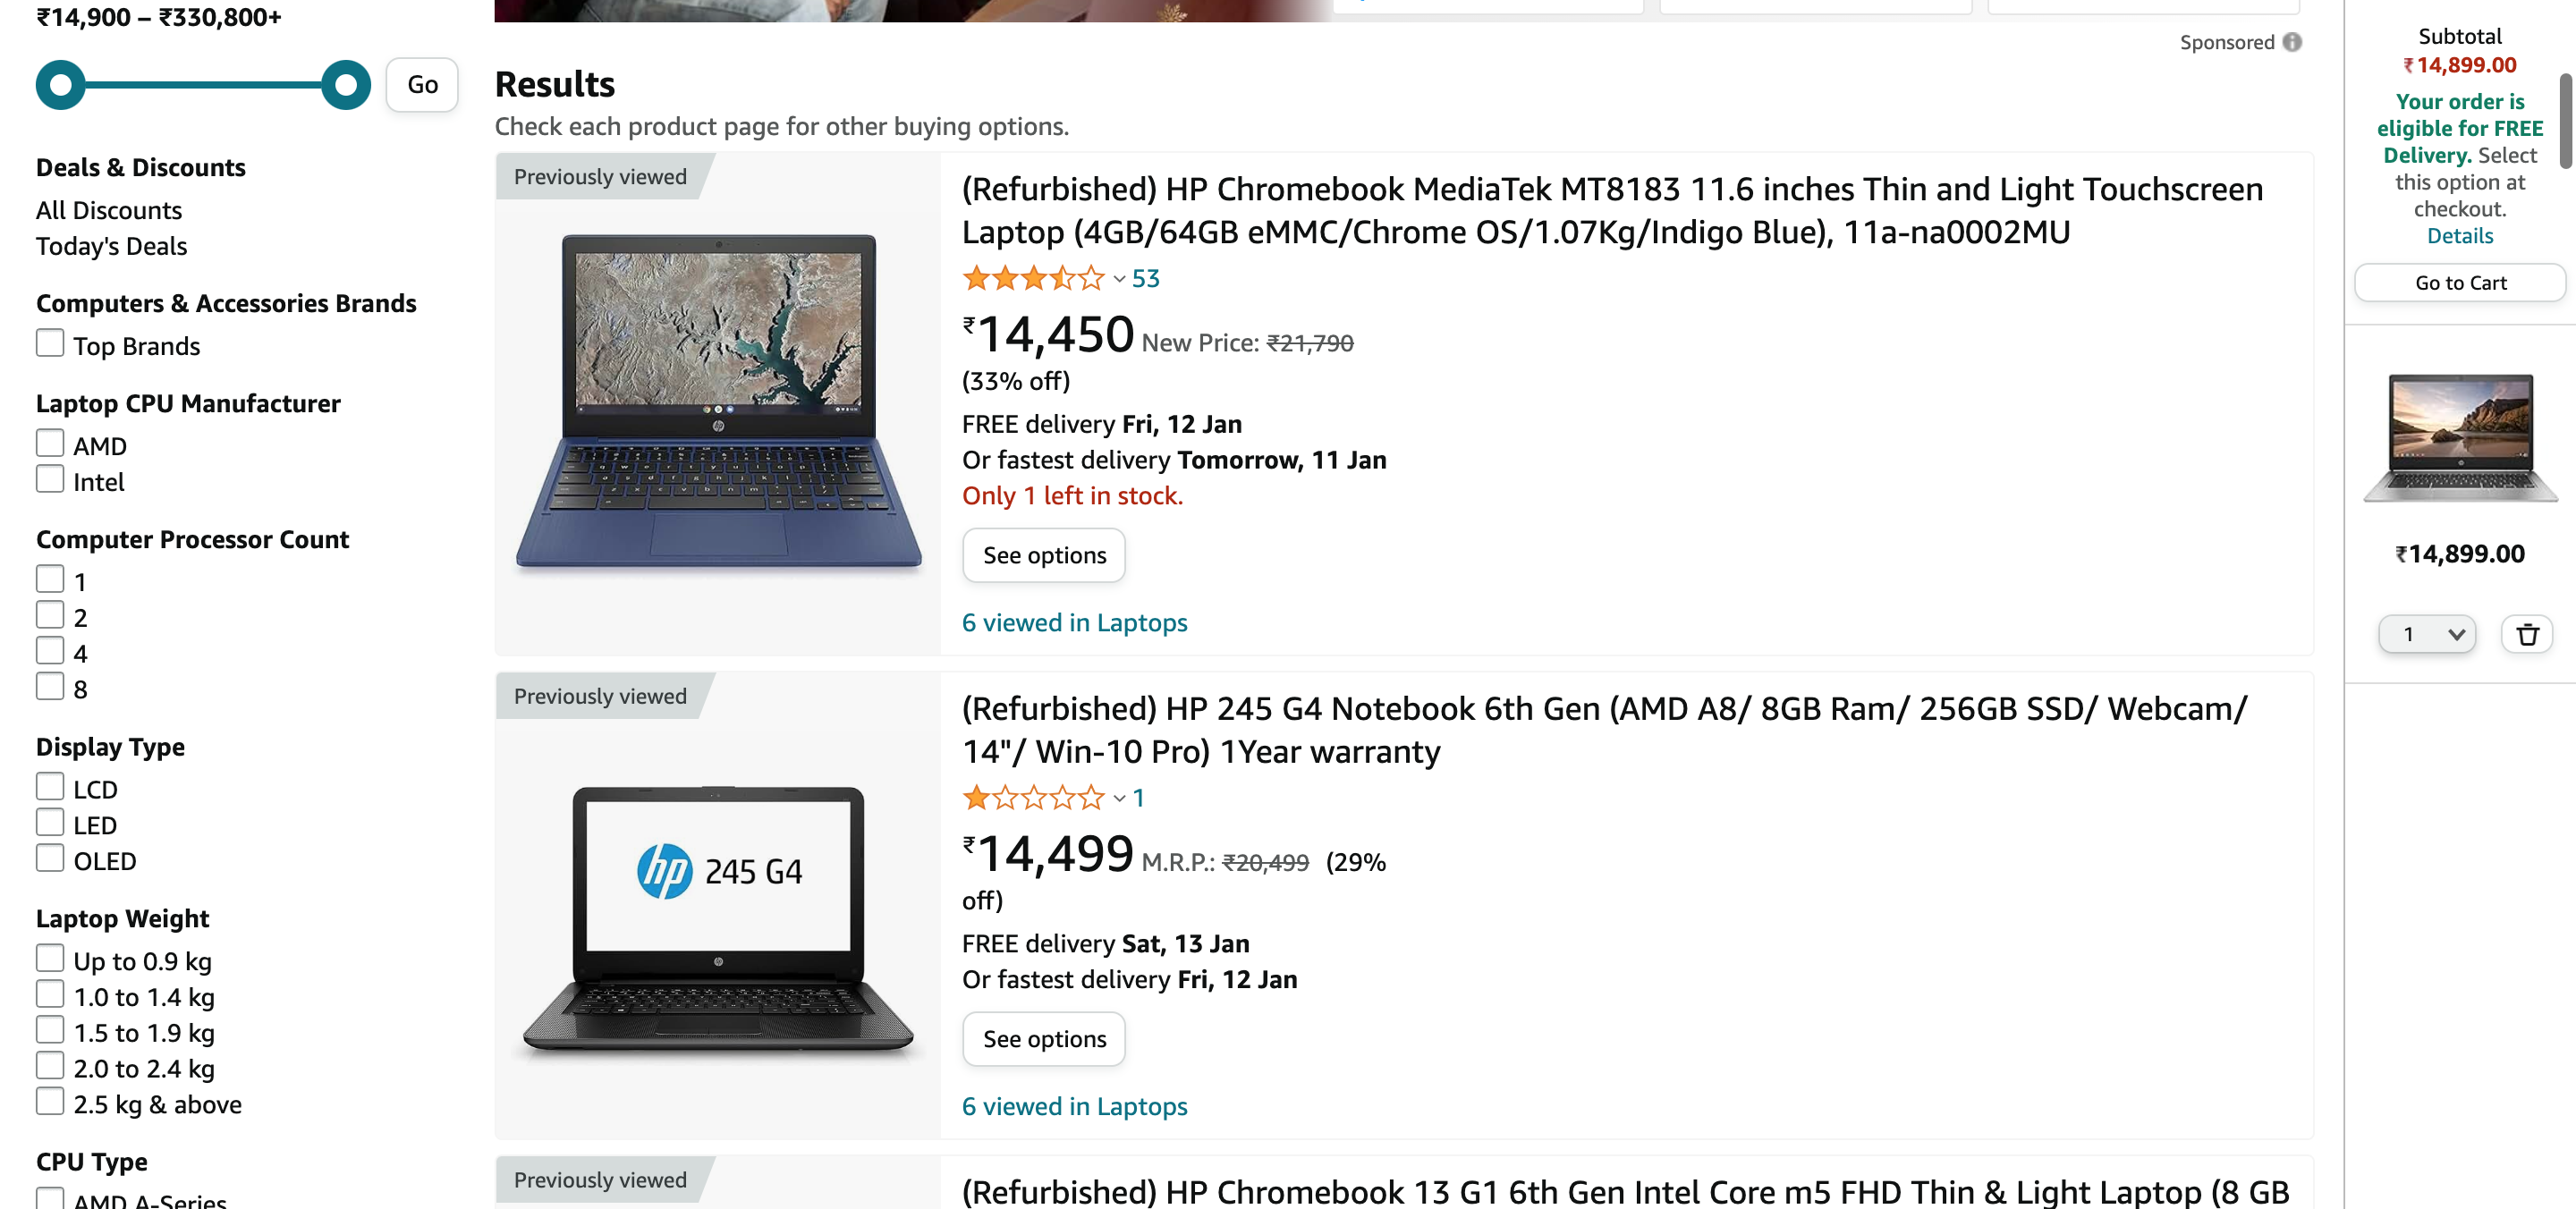 ₹14,900 – ₹330,800+
Go
Deals & Discounts
All Discounts
Today's Deals
Computers & Accessories Brands
Top Brands
Laptop CPU Manufacturer
AMD
Intel
Computer Processor Count
1
2
4
8
Display Type
LCD
LED
OLED
Laptop Weight
Up to 0.9 kg
1.0 to 1.4 kg
1.5 to 1.9 kg
2.0 to 2.4 kg
2.5 kg & above
CPU Type
AMD A-Series
Sponsored
Results
Check each product page for other buying options.
Previously viewed
(Refurbished) HP Chromebook MediaTek MT8183 11.6 inches Thin and Light Touchscreen
Laptop (4GB/64GB eMMC/Chrome OS/1.07Kg/Indigo Blue), 11a-na0002MU
53
₹14,450 New Price: ₹21,790
(33% off)
FREE delivery Fri, 12 Jan
Or fastest delivery Tomorrow, 11 Jan
Only 1 left in stock.
See options
6 viewed in Laptops
Previously viewed
hp 245 G4
(Refurbished) HP 245 G4 Notebook 6th Gen (AMD A8/ 8GB Ram/ 256GB SSD/ Webcam/
14"/ Win-10 Pro) 1Year warranty
1
₹14,499 M.R.P.: ₹20,499 (29%
off)
FREE delivery Sat, 13 Jan
Or fastest delivery Fri, 12 Jan
See options
6 viewed in Laptops
Previously viewed
(Refurbished) HP Chromebook 13 G1 6th Gen Intel Core m5 FHD Thin & Light Laptop (8 GB
Subtotal
₹14,899.00
Your order is
eligible for FREE
Delivery. Select
this option at
checkout.
Details
Go to Cart
₹14,899.00
1